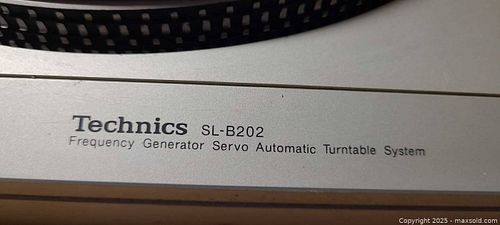 Technics SL-B202
Frequency Generator Servo Automatic Turntable System
Copyright 2025 - maxsold.com